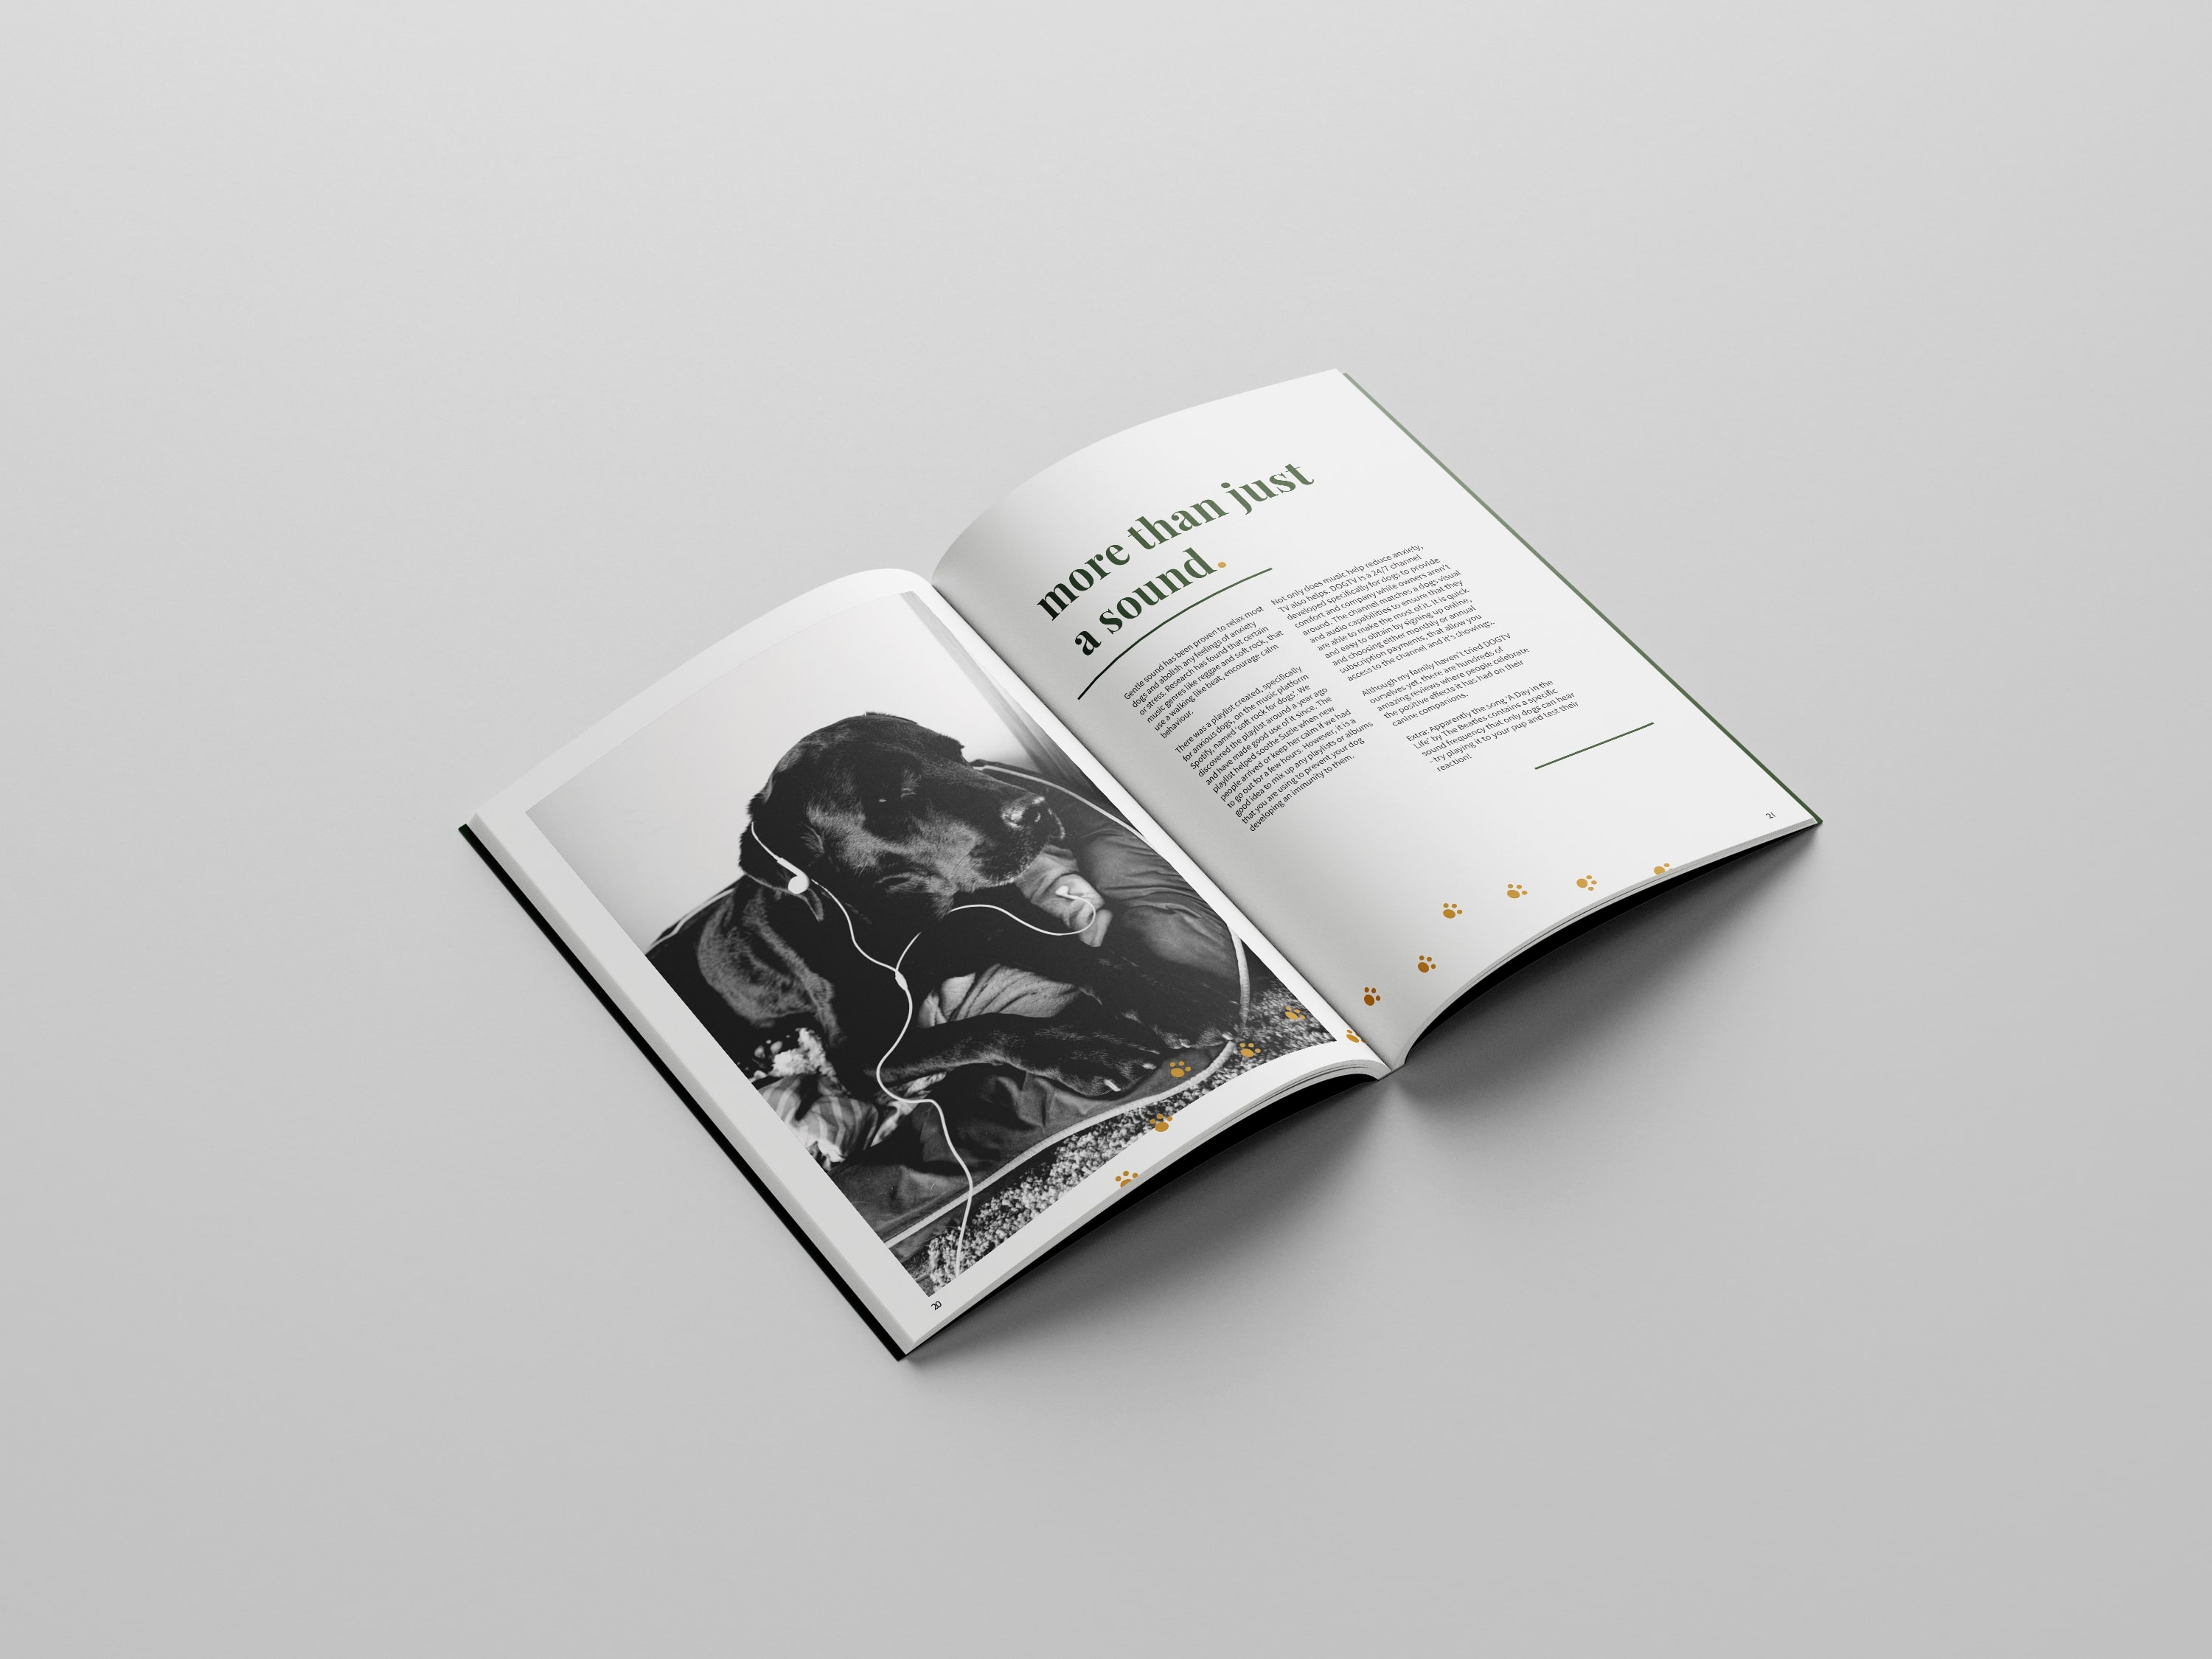 more than just
a sound.
Gentle sound has been proven to relax most
dogs and abolish any feelings of anxiety
or stress. Research has found that certain
music genres like reggae and soft rock, that
use a walking like beat, encourage calm
behaviour.
There was a playlist created, specifically
for anxious dogs, on the music platform
Spotify, named 'soft rock for dogs'. We
discovered the playlist around a year ago
and have made good use of it since. The
playlist helped soothe Suzie when new
people arrived or keep her calm if we had
to go out for a few hours. However, it is a
good idea to mix up any playlists or albums
that you are using to prevent your dog
developing an immunity to them.
Not only does music help reduce anxiety,
TV also helps. DOGTV is a 24/7 channel
developed specifically for dogs to provide
comfort and company while owners aren't
around. The channel matches a dogs visual
and audio capabilities to ensure that they
are able to make the most of it. It is quick
and easy to obtain by signing up online,
and choosing either monthly or annual
subscription payments, that allow you
access to the channel and it's showings.
Although my family haven't tried DOGTV
ourselves yet, there are hundreds of
amazing reviews where people celebrate
the positive effects it has had on their
canine companions.
Extra: Apparently the song 'A Day in the
Life' by The Beatles contains a specific
sound frequency that only dogs can hear
- try playing it to your pup and test their
reaction!
20
21